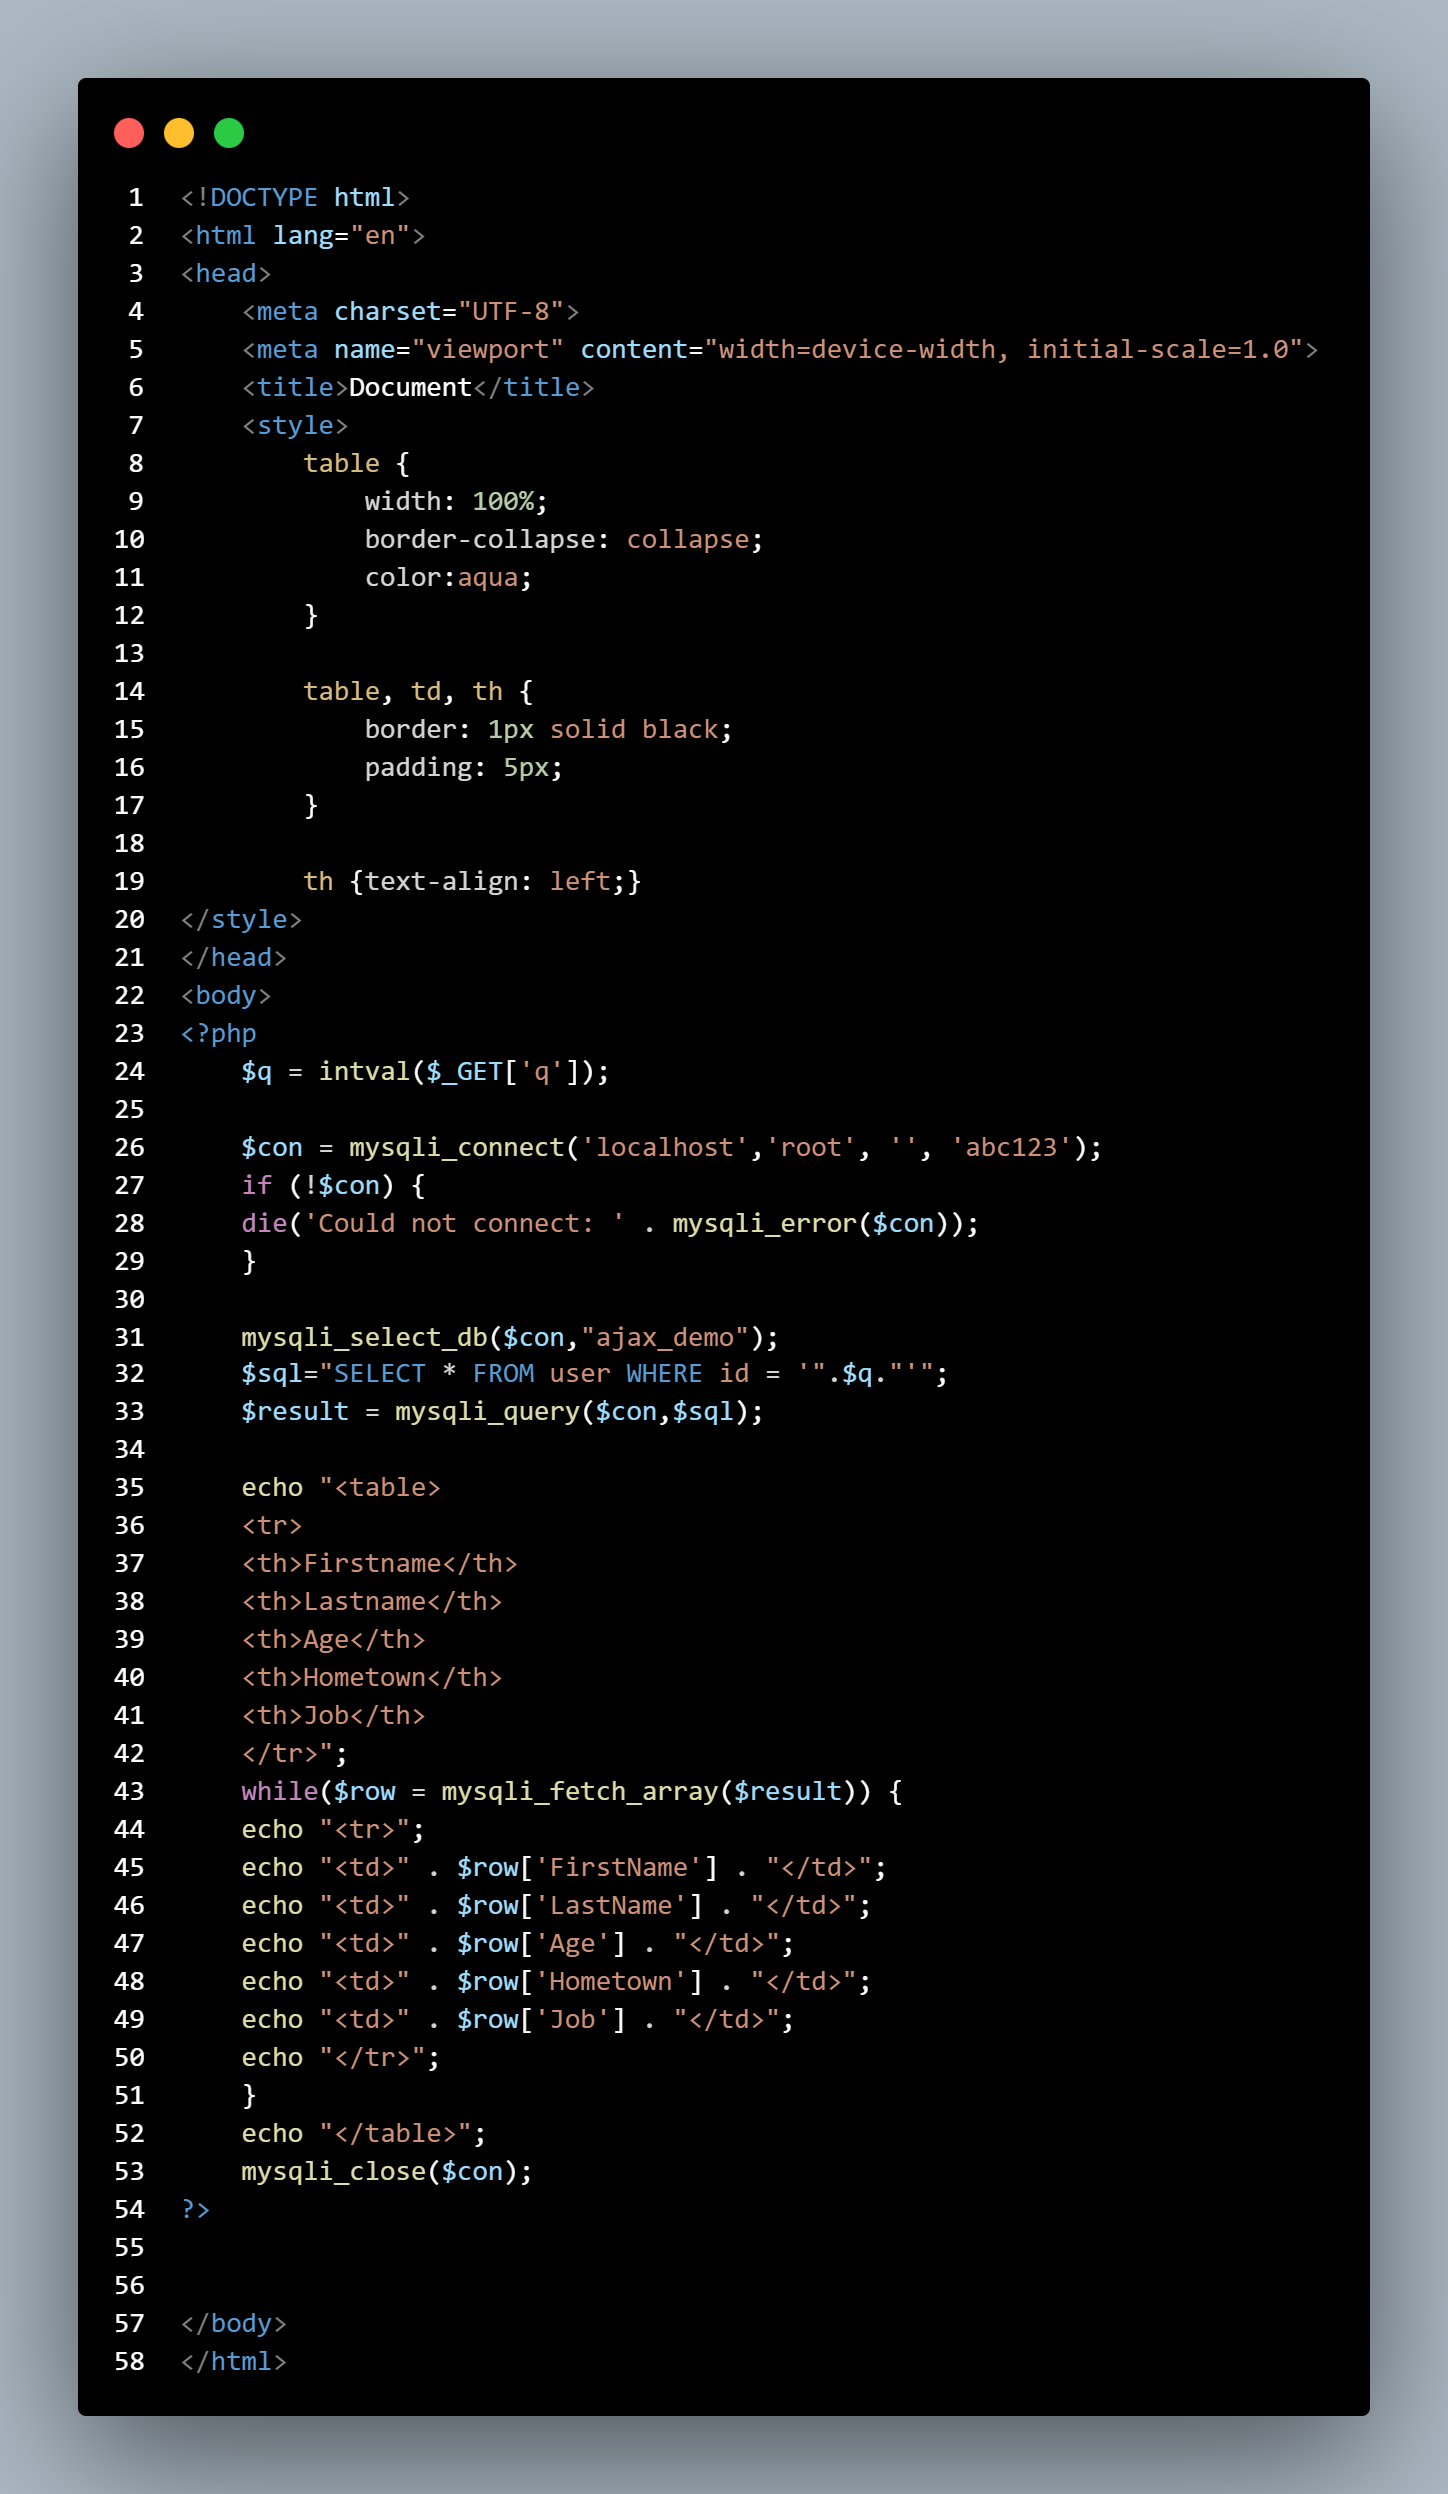 1 <!DOCTYPE html>
2 <html lang="en">
3 <head>
4     <meta charset="UTF-8">
5     <meta name="viewport" content="width=device-width, initial-scale=1.0">
6     <title>Document</title>
7     <style>
8         table {
9             width: 100%;
10             border-collapse: collapse;
11             color:aqua;
12         }
13
14         table, td, th {
15             border: 1px solid black;
16             padding: 5px;
17         }
18
19         th {text-align: left;}
20 </style>
21 </head>
22 <body>
23 <?php
24     $q = intval($_GET['q']);
25
26     $con = mysqli_connect('localhost','root', '', 'abc123');
27     if (!$con) {
28     die('Could not connect: ' . mysqli_error($con));
29     }
30
31     mysqli_select_db($con,"ajax_demo");
32     $sql="SELECT * FROM user WHERE id = '".$q."'";
33     $result = mysqli_query($con,$sql);
34
35     echo "<table>
36     <tr>
37     <th>Firstname</th>
38     <th>Lastname</th>
39     <th>Age</th>
40     <th>Hometown</th>
41     <th>Job</th>
42     </tr>";
43     while($row = mysqli_fetch_array($result)) {
44     echo "<tr>";
45     echo "<td>" . $row['FirstName'] . "</td>";
46     echo "<td>" . $row['LastName'] . "</td>";
47     echo "<td>" . $row['Age'] . "</td>";
48     echo "<td>" . $row['Hometown'] . "</td>";
49     echo "<td>" . $row['Job'] . "</td>";
50     echo "</tr>";
51     }
52     echo "</table>";
53     mysqli_close($con);
54 ?>
55
56
57 </body>
58 </html>